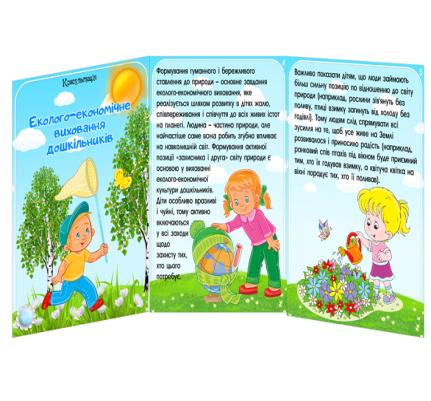 Консультація
Еколого-економічне
виховання
дошкільників
Формування гуманного і бережливого
ставлення до природи – основне завдання
еколого-економічного виховання, яке
реалізується шляхом розвитку в дітях жалю,
співпереживання і співчуття до всіх живих істот
на планеті. Людина – частина природи, але
найчастіше саме вона робить згубно впливає
на навколишній світ. Формування активної
позиції «захисника і друга» світу природи є
основою у вихованні
еколого-економічної
культури дошкільників.
Діти особливо вразливі
і чуйні, тому активно
включаються
у всі заходи
щодо
захисту тих,
хто цього
потребує.
Важливо показати дітям, що люди займають
більш сильну позицію по відношенню до світу
природи (наприклад, рослини зів'януть без
поливу, птиці взимку загинуть від холоду без
годівлі). Тому людям слід спрямувати всі
зусилля на те, щоб усе живе на Землі
розвивалося і приносило радість (наприклад,
ронковий спів птахів під вікном буде приємний
тим, хто їх годував взимку, а квітуча квітка на
вікні порадує тих, хто її поливав).